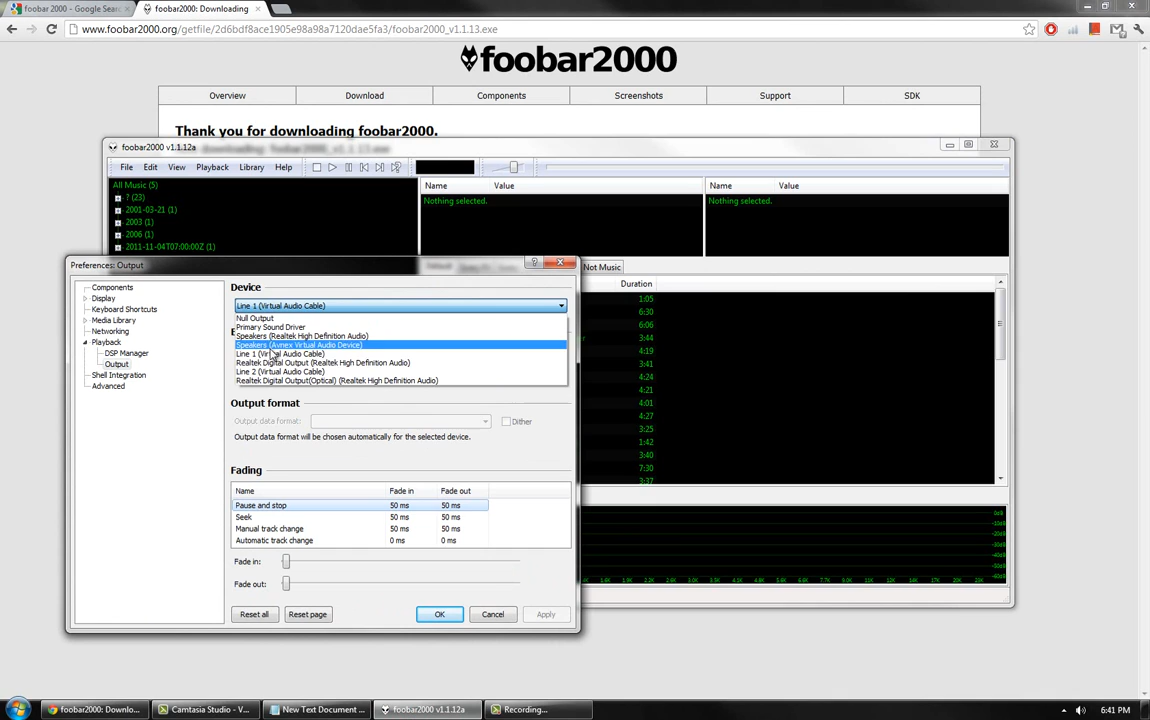 foobar 2000 - Google Sear
foobar2000: Downloading
www.foobar2000.org/getfile/2d6bdf8ace1905e98a98a7120dae5fa3/foobar2000_v1.1.13.exe
foobar2000
Overview
Download
Components
Screenshots
Support
SDK
Thank you for downloading foobar2000.
foobar2000 v1.1.12a
File
Edit
View
Playback
Library
Help
All Music (5)
? (23)
2001-03-21 (1)
2003 (1)
2006 (1)
2011-11-04T07:00:00Z (1)
Name
Value
Nothing selected.
Name
Value
Nothing selected.
Not Music
Duration
1:05
6:30
6:06
3:44
4:19
3:41
4:24
4:21
4:01
4:27
3:25
1:42
3:24
4:40
7:30
3:37
Preferences: Output
Components
Display
Keyboard Shortcuts
Media Library
Networking
Playback
DSP Manager
Output
Shell Integration
Advanced
Device
Line 1 (Virtual Audio Cable)
Null Output
Primary Sound Driver
Speakers (Realtek High Definition Audio)
Speakers (Avnex Virtual Audio Device)
Line 1 (Virtual Audio Cable)
Realtek Digital Output (Realtek High Definition Audio)
Line 2 (Virtual Audio Cable)
Realtek Digital Output(Optical) (Realtek High Definition Audio)
Output format
Output data format:
Dither
Output data format will be chosen automatically for the selected device.
Fading
Name
Fade in
Fade out
Pause and stop
50 ms
50 ms
Seek
50 ms
50 ms
Manual track change
50 ms
50 ms
Automatic track change
0 ms
0 ms
Fade in:
Fade out:
Reset all
Reset page
OK
Cancel
Apply
foobar2000: Downlo...
Camtasia Studio - V...
New Text Document ...
foobar2000 v1.1.12a
Recording...
6:41 PM